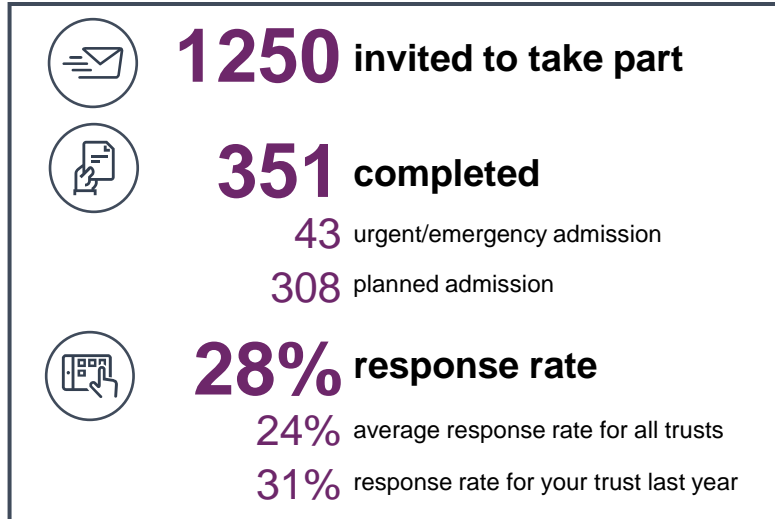 1250 invited to take part
351 completed
43 urgent/emergency admission
308 planned admission
28% response rate
24% average response rate for all trusts
31% response rate for your trust last year